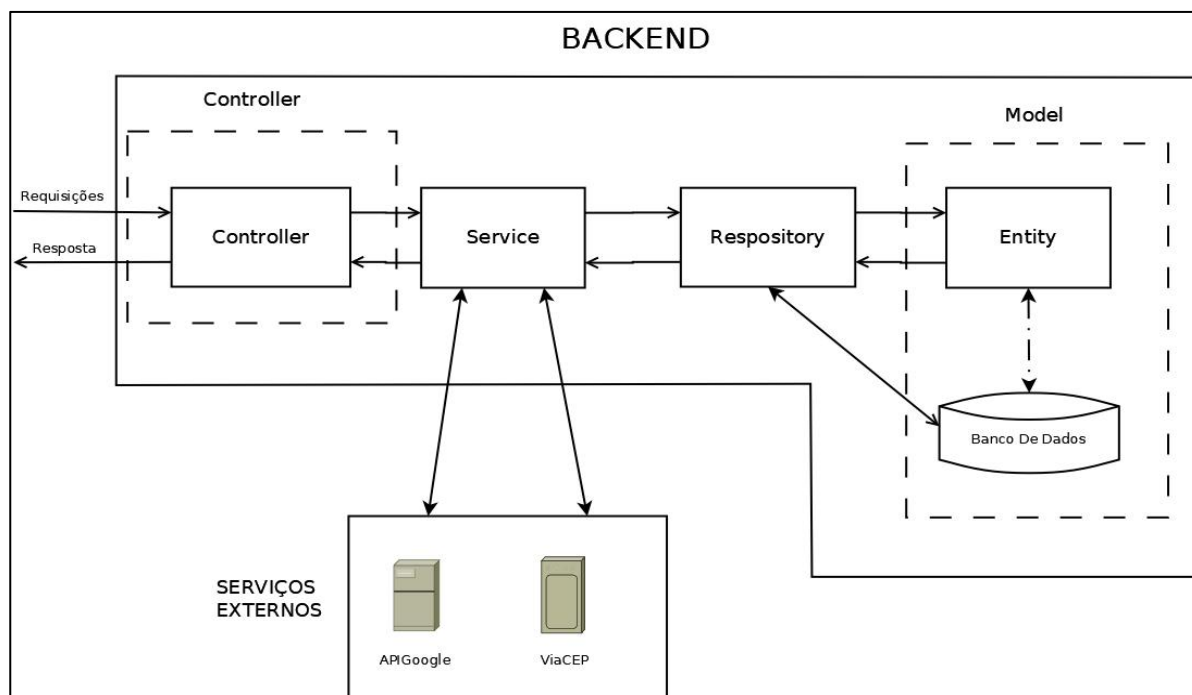 BACKEND
Controller
Model
Requisições
Resposta
Controller
Service
Respository
Entity
Banco De Dados
SERVIÇOS
EXTERNOS
APIGoogle
ViaCEP